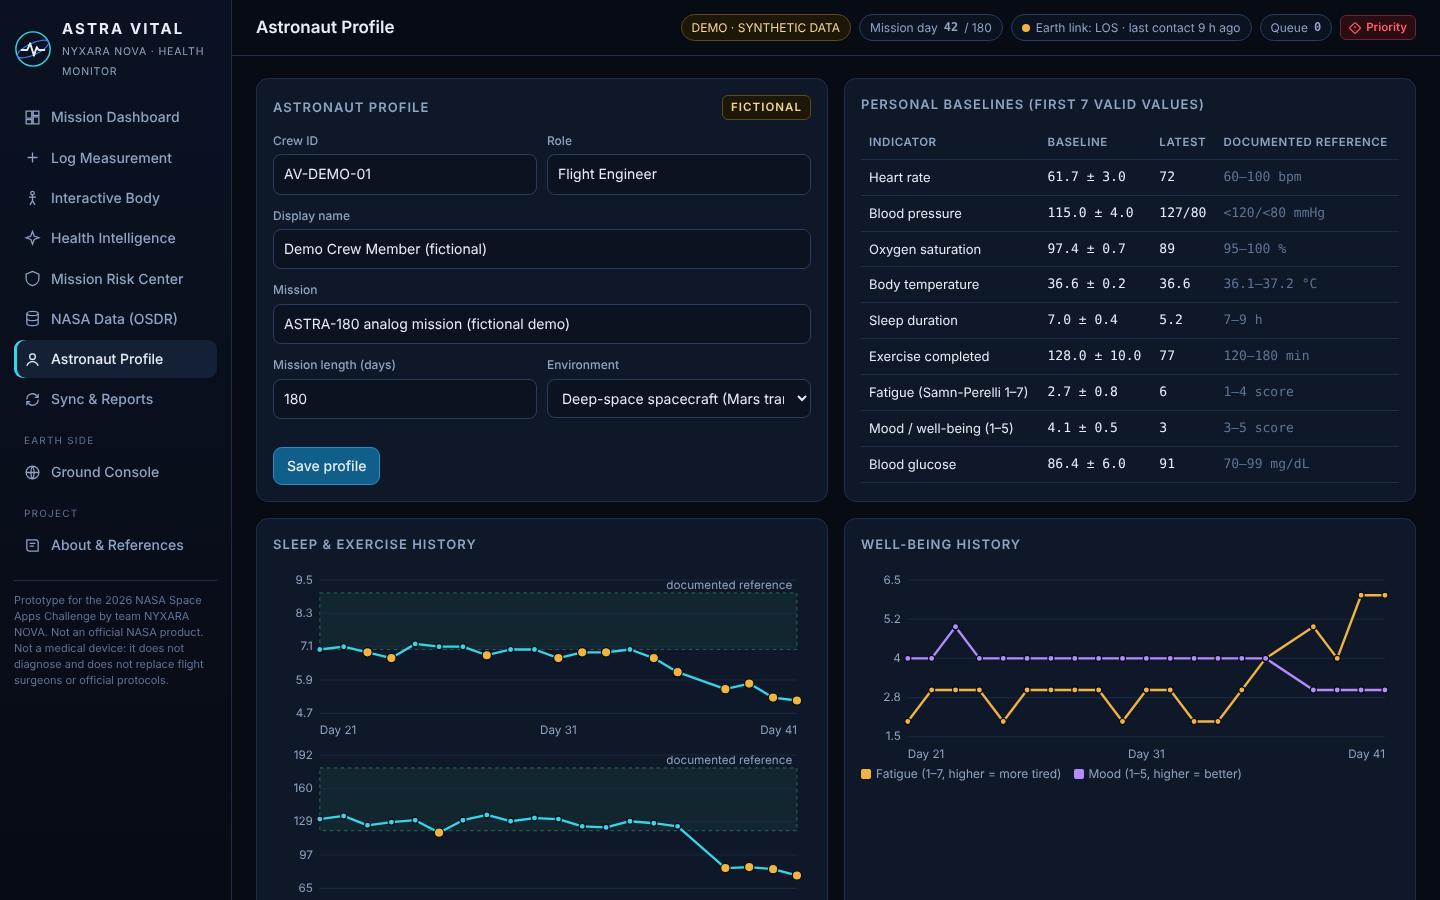 ASTRA VITAL
NYXARA NOVA · HEALTH
MONITOR
Mission Dashboard
Log Measurement
Interactive Body
Health Intelligence
Mission Risk Center
NASA Data (OSDR)
Astronaut Profile
Sync & Reports
EARTH SIDE
Ground Console
PROJECT
About & References
Prototype for the 2026 NASA Space
Apps Challenge by team NYXARA
NOVA. Not an official NASA product.
Not a medical device: it does not
diagnose and does not replace flight
surgeons or official protocols.
Astronaut Profile
DEMO · SYNTHETIC DATA
Mission day 42 / 180
Earth link: LOS · last contact 9 h ago
Queue 0
Priority
ASTRONAUT PROFILE
FICTIONAL
Crew ID
Role
AV-DEMO-01
Flight Engineer
Display name
Demo Crew Member (fictional)
Mission
ASTRA-180 analog mission (fictional demo)
Mission length (days)
Environment
180
Deep-space spacecraft (Mars tran
Save profile
PERSONAL BASELINES (FIRST 7 VALID VALUES)
INDICATOR BASELINE LATEST DOCUMENTED REFERENCE
Heart rate 61.7 ± 3.0 72 60–100 bpm
Blood pressure 115.0 ± 4.0 127/80 <120/<80 mmHg
Oxygen saturation 97.4 ± 0.7 89 95–100 %
Body temperature 36.6 ± 0.2 36.6 36.1–37.2 °C
Sleep duration 7.0 ± 0.4 5.2 7–9 h
Exercise completed 128.0 ± 10.0 77 120–180 min
Fatigue (Samn-Perelli 1–7) 2.7 ± 0.8 6 1–4 score
Mood / well-being (1–5) 4.1 ± 0.5 3 3–5 score
Blood glucose 86.4 ± 6.0 91 70–99 mg/dL
SLEEP & EXERCISE HISTORY
documented reference
9.5
8.3
7.1
5.9
4.7
Day 21 Day 31 Day 41
documented reference
192
160
129
97
65
WELL-BEING HISTORY
6.5
5.2
4
2.8
1.5
Day 21 Day 31 Day 41
Fatigue (1–7, higher = more tired) Mood (1–5, higher = better)